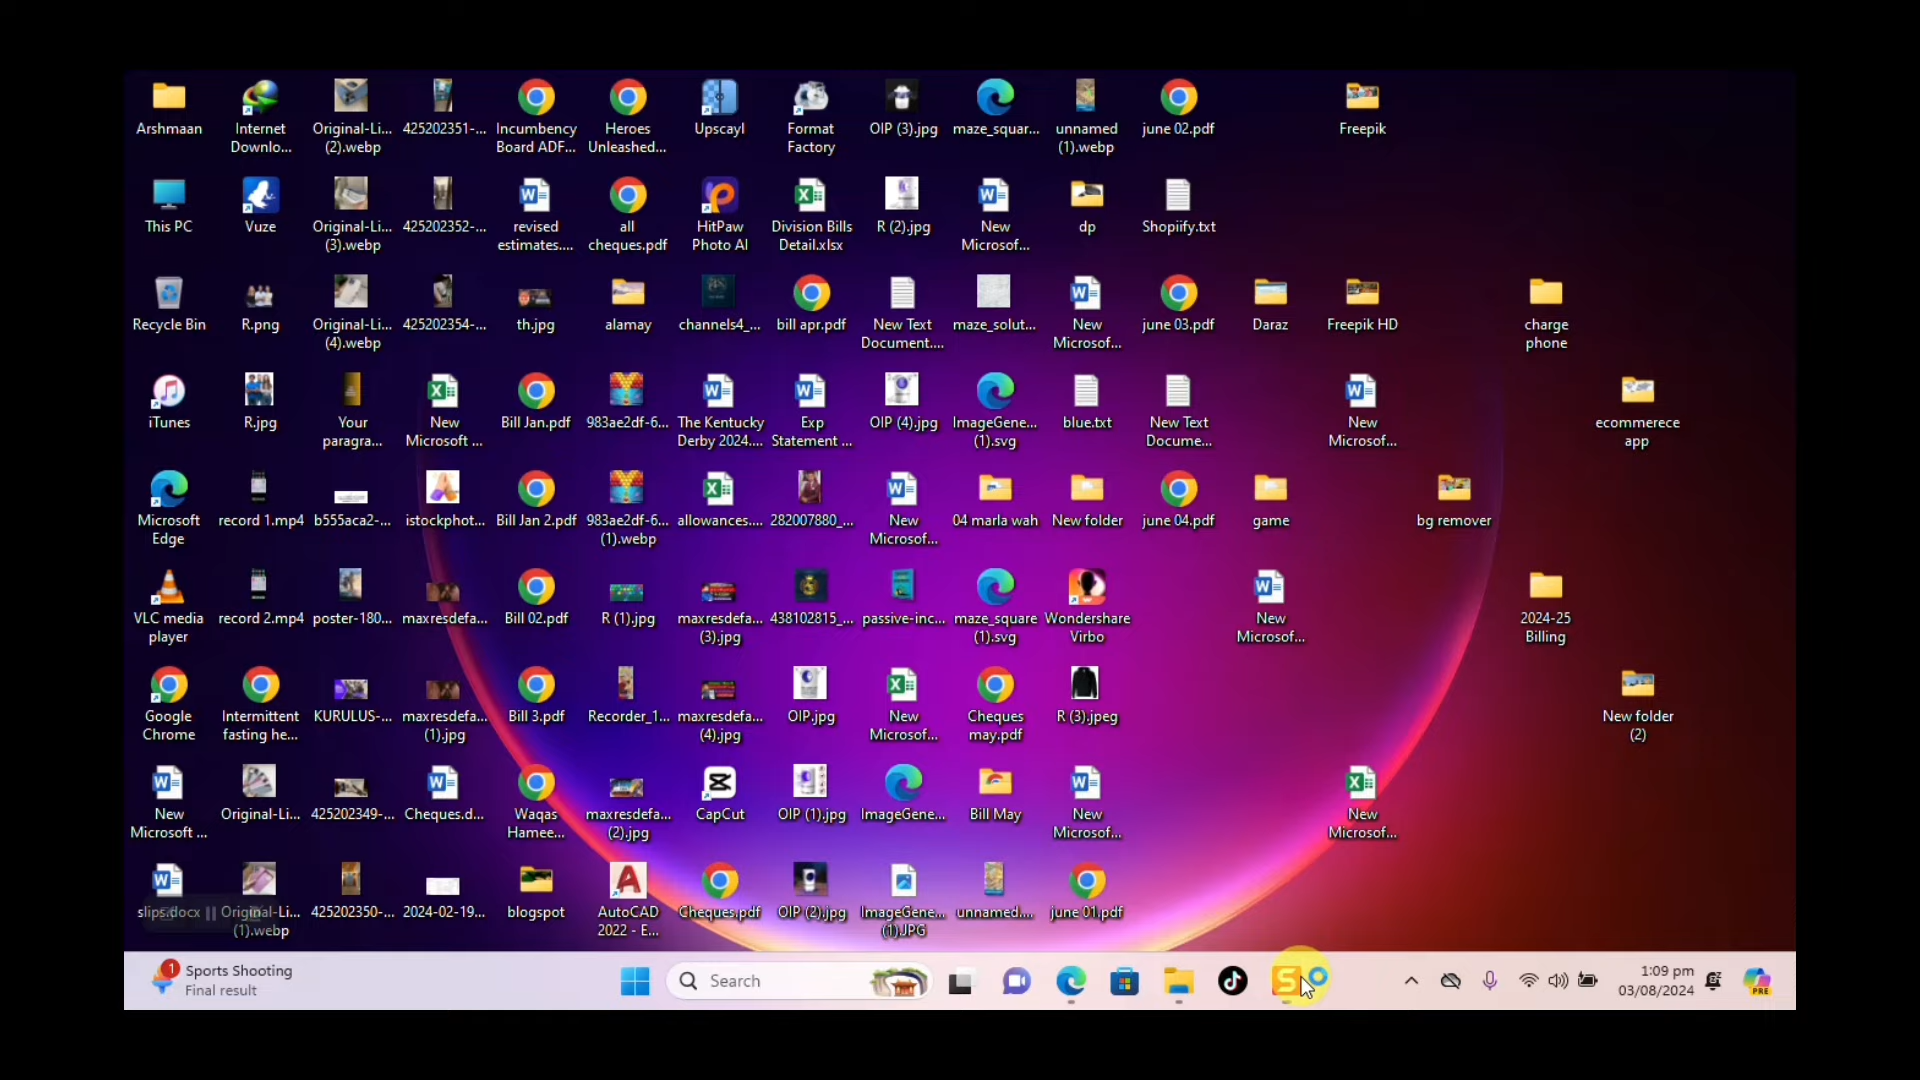 Arshmaan
Internet
Downlo...
Original-Li...
(2).webp
425202351-...
Incumbency
Board ADF...
Heroes
Unleashed...
Upscayl
Format
Factory
OIP (3).jpg
maze_squar...
unnamed
(1).webp
june 02.pdf
Freepik
This PC
Vuze
Original-Li...
(3).webp
425202352-...
revised
estimates....
all
cheques.pdf
HitPaw
Photo AI
Division Bills
Detail.xlsx
R (2).jpg
New
Microsof...
dp
Shopiify.txt
Recycle Bin
R.png
Original-Li...
(4).webp
425202354-...
th.jpg
alamay
channels4_...
bill apr.pdf
New Text
Document....
maze_solut...
New
Microsof...
june 03.pdf
Daraz
Freepik HD
charge
phone
iTunes
R.jpg
Your
paragra...
New
Microsoft ...
Bill Jan.pdf
983ae2df-6...
The Kentucky
Derby 2024....
Exp
Statement ...
OIP (4).jpg
ImageGene...
(1).svg
blue.txt
New Text
Docume...
New
Microsof...
ecommerece
app
Microsoft
Edge
record 1.mp4
b555aca2-...
istockphot...
Bill Jan 2.pdf
983ae2df-6...
(1).webp
allowances....
282007880_...
New
Microsof...
04 marla wah
New folder
june 04.pdf
game
bg remover
VLC media
player
record 2.mp4
poster-180...
maxresdefa...
Bill 02.pdf
R (1).jpg
maxresdefa...
(3).jpg
438102815_...
passive-inc...
maze_square
(1).svg
Wondershare
Virbo
New
Microsof...
2024-25
Billing
Google
Chrome
Intermittent
fasting he...
KURULUS-...
maxresdefa...
(1).jpg
Bill 3.pdf
Recorder_1...
maxresdefa...
(4).jpg
OIP.jpg
New
Microsof...
Cheques
may.pdf
R (3).jpeg
New folder
(2)
New
Microsoft ...
Original-Li...
425202349-...
Cheques.d...
Waqas
Hamee...
maxresdefa...
(2).jpg
CapCut
OIP (1).jpg
ImageGene...
Bill May
New
Microsof...
New
Microsof...
slips.docx
Original-Li...
(1).webp
425202350-...
2024-02-19...
blogspot
AutoCAD
2022 - E...
Cheques.pdf
OIP (2).jpg
ImageGene...
(1).JPG
unnamed....
june 01.pdf
1
Sports Shooting
Final result
Search
1:09 pm
03/08/2024
PRE